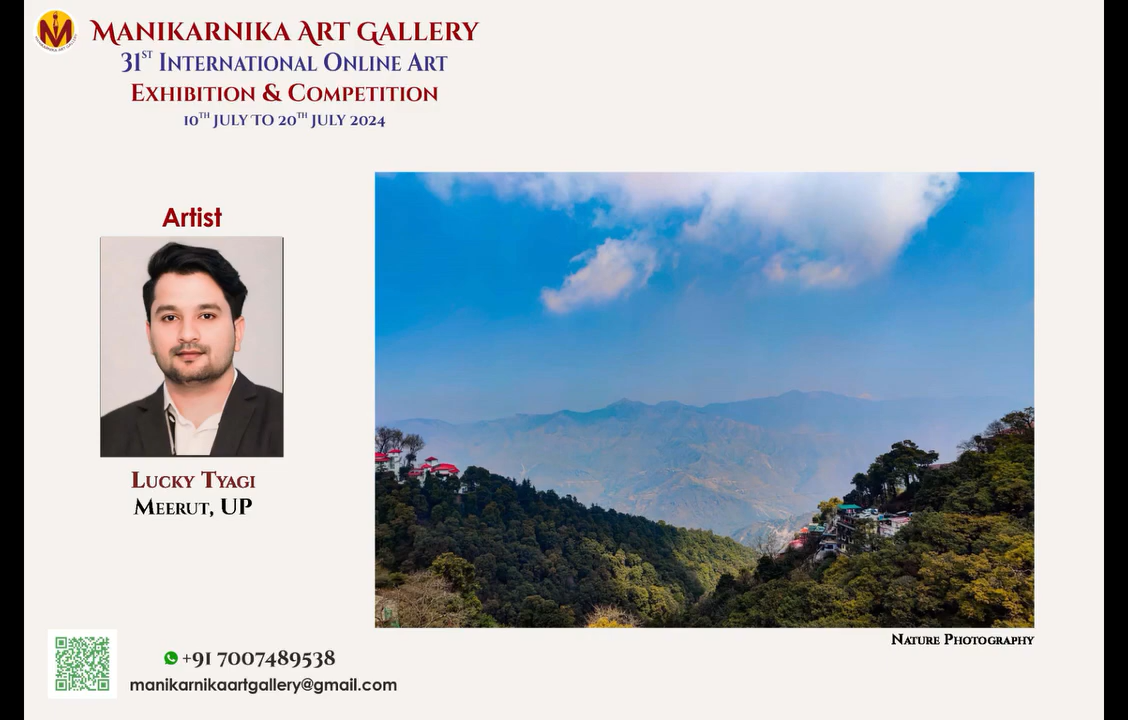 Manikarnika Art Gallery
31st International Online Art
Exhibition & Competition
10th July to 20th July 2024
Artist
Lucky Tyagi
Meerut, UP
Nature Photography
+91 7007489538
manikarnikaartgallery@gmail.com